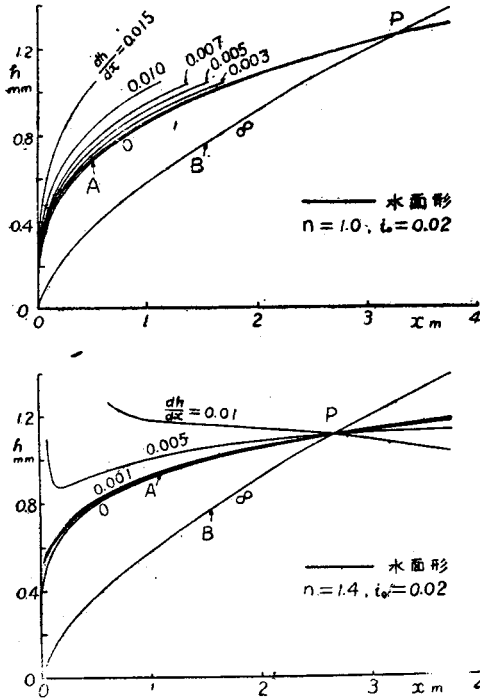 dh/dx = 0.015
1.2
h
mm
0.010
0.007
0.005
0.003
P
0.8
0
A
B
∞
0.4
水面形
n = 1.0, i₀ = 0.02
0
0 1 2 3 4
x m
dh/dx = 0.01
P
1.2
h
mm
0.005
0.001
0
A
0.8
∞
B
0.4
水面形
n = 1.4, i₀ = 0.02
0
0 1 2 3
x m